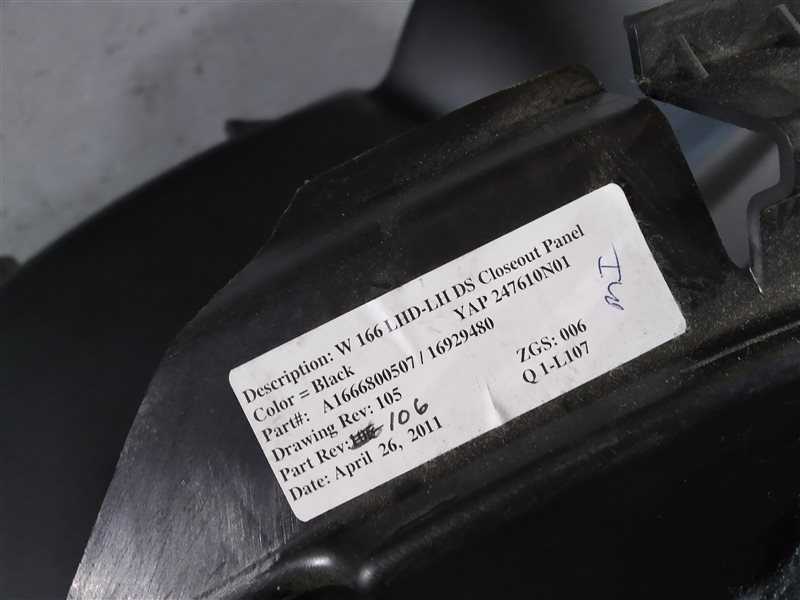 Description: W 166 LHD-LH DS Closeout Panel
Color = Black YAP 247610N01
Part#: A1666800507 / 16929480
Drawing Rev: 105 ZGS: 006
Part Rev: 106 Q 1-L107
Date: April 26, 2011